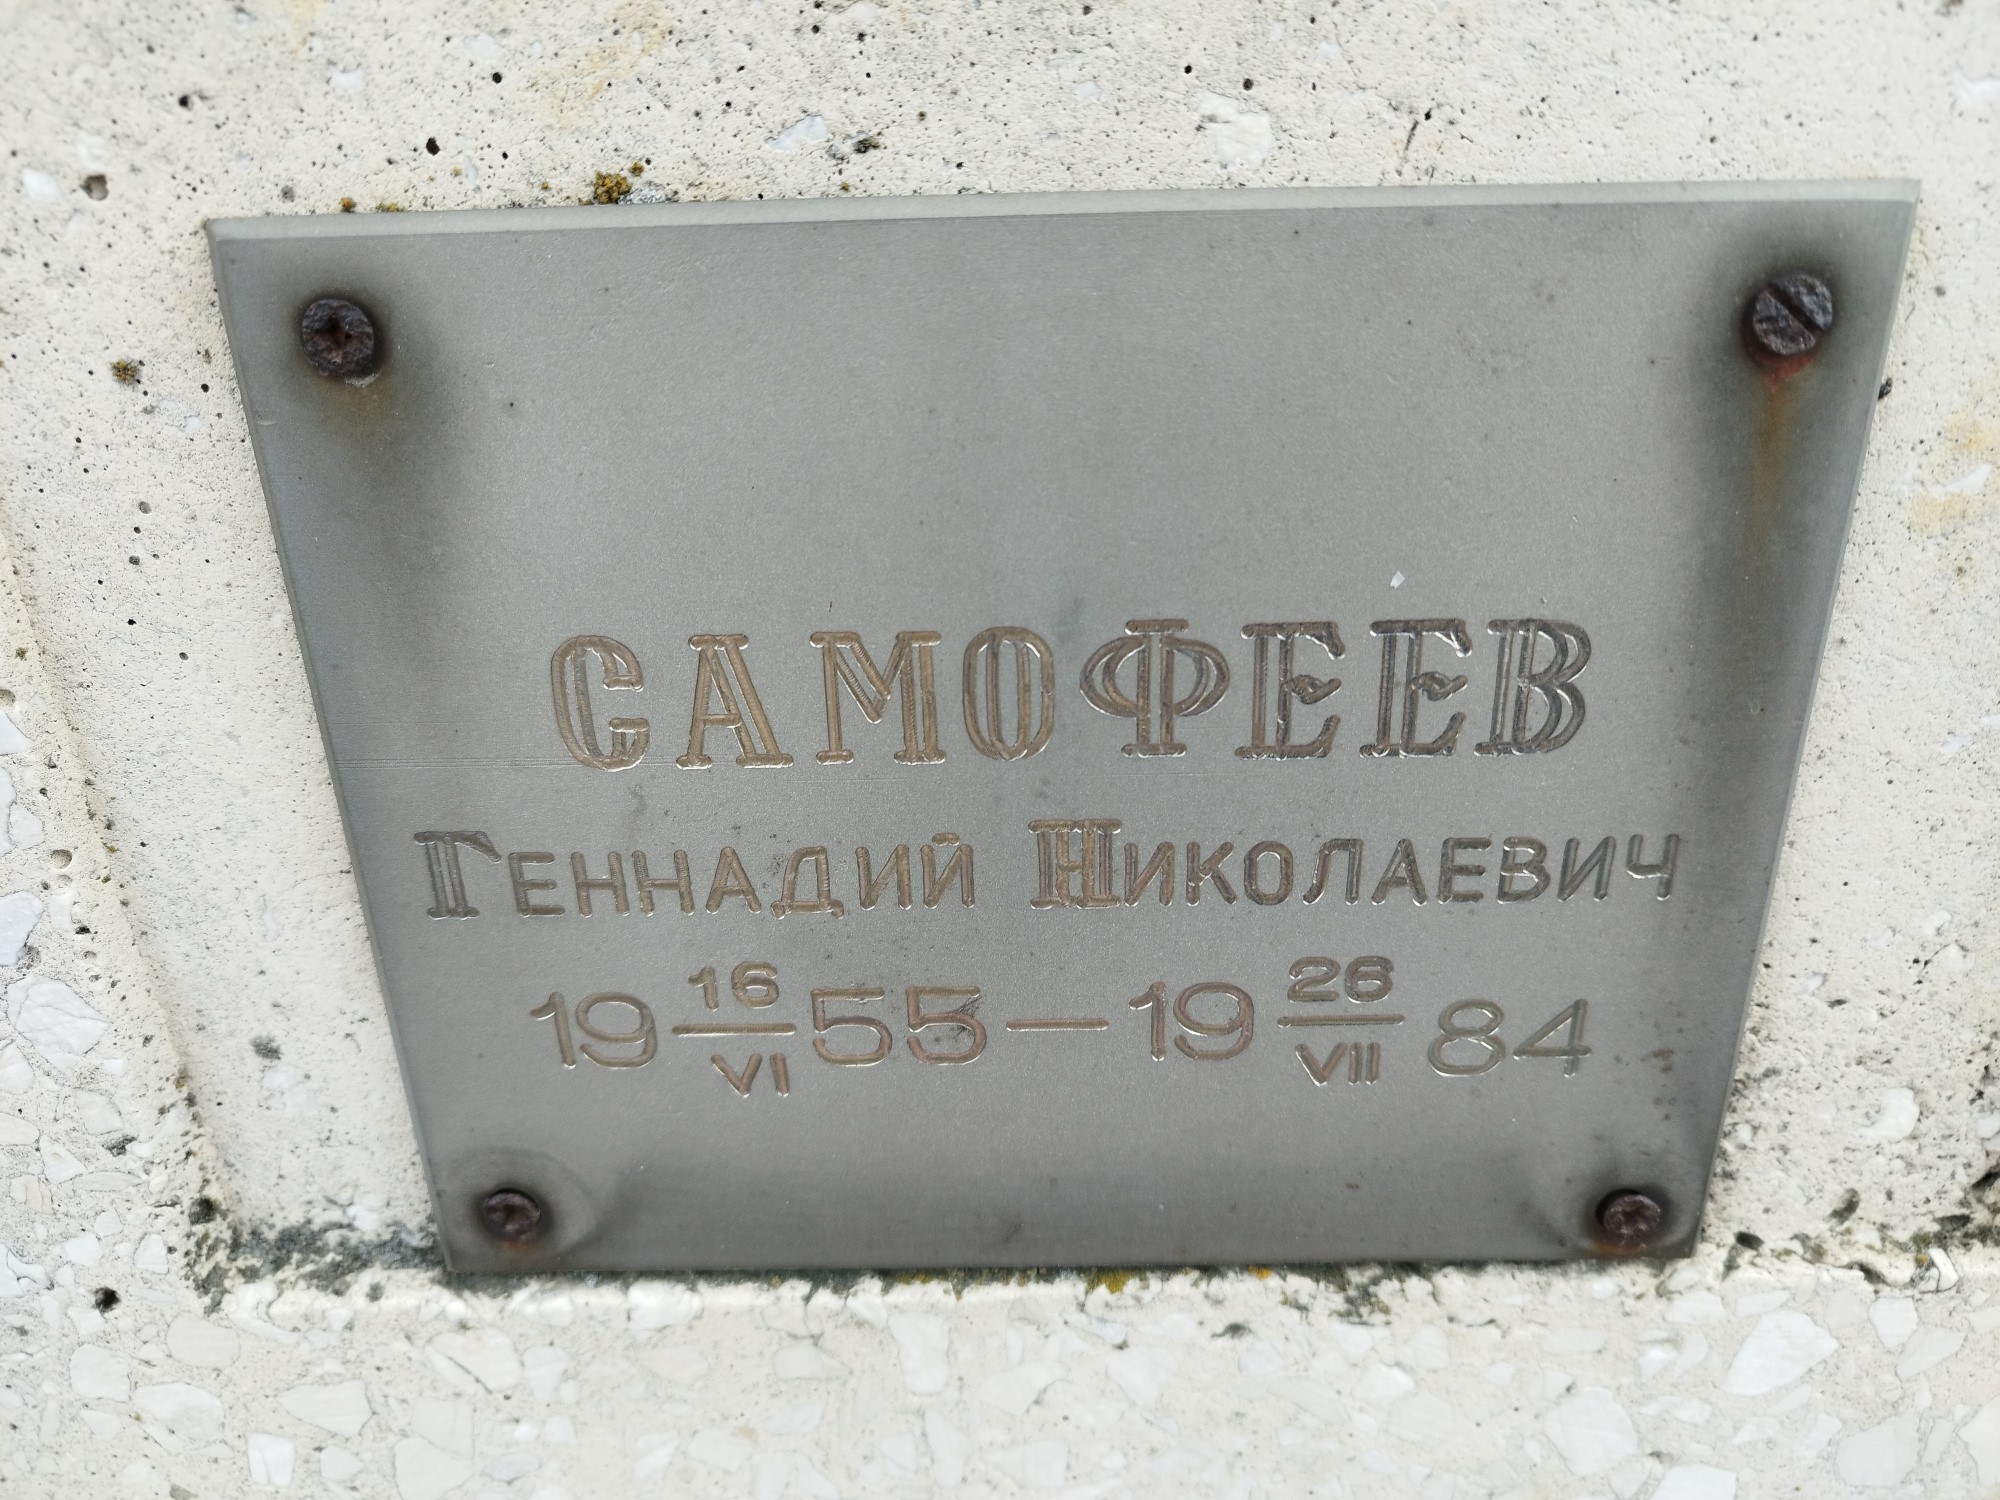 САМОФЕЕВ
Геннадий Николаевич
19 16/VI 55 — 19 26/VII 84